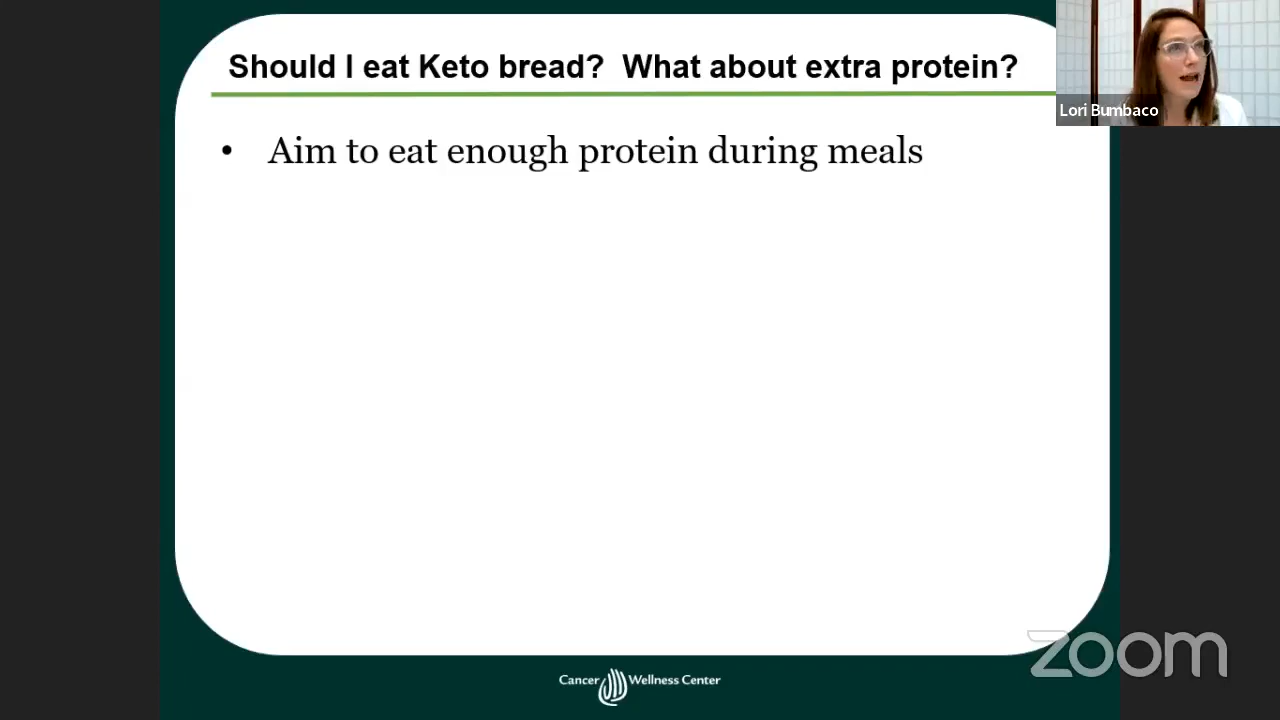 Should I eat Keto bread?  What about extra protein?
Lori Bumbaco
• Aim to eat enough protein during meals
zoom
Cancer Wellness Center